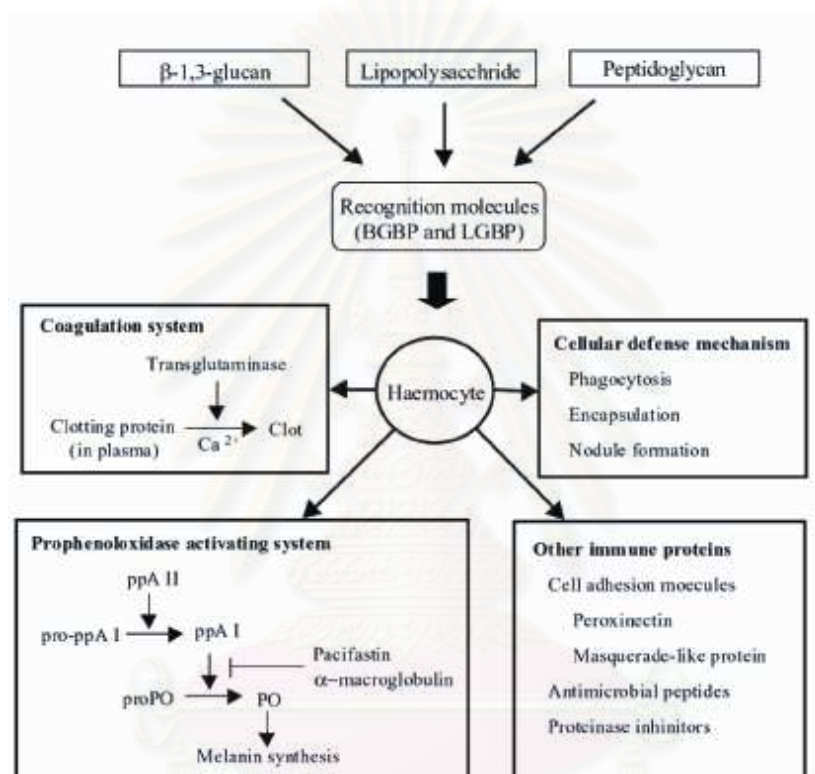 β-1,3-glucan
Lipopolysacchride
Peptidoglycan
Recognition molecules
(BGBP and LGBP)
Haemocyte
Coagulation system
Transglutaminase
Clotting protein
(in plasma)
Ca 2+
Clot
Cellular defense mechanism
Phagocytosis
Encapsulation
Nodule formation
Prophenoloxidase activating system
ppA II
pro-ppA I
ppA I
Pacifastin
α-macroglobulin
proPO
PO
Melanin synthesis
Other immune proteins
Cell adhesion moecules
Peroxinectin
Masquerade-like protein
Antimicrobial peptides
Proteinase inhinitors